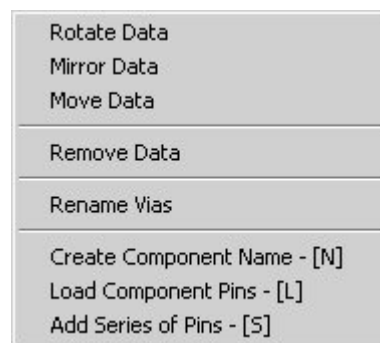 Rotate Data
Mirror Data
Move Data
Remove Data
Rename Vias
Create Component Name - [N]
Load Component Pins - [L]
Add Series of Pins - [S]